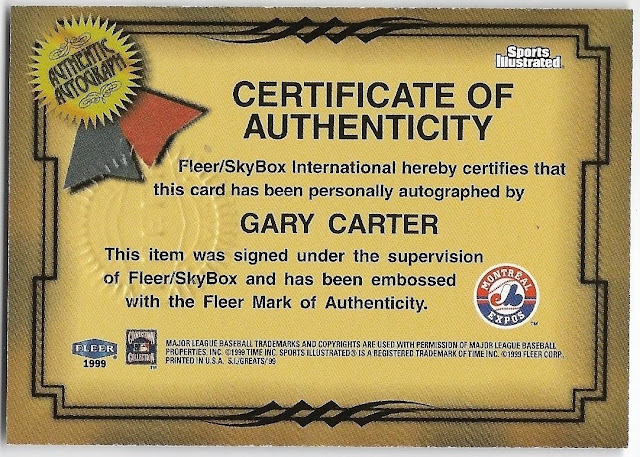 Sports
Illustrated
AUTHENTIC
AUTOGRAPH
CERTIFICATE OF
AUTHENTICITY
Fleer/SkyBox International hereby certifies that
this card has been personally autographed by
GARY CARTER
This item was signed under the supervision
of Fleer/SkyBox and has been embossed
with the Fleer Mark of Authenticity.
MONTRÉAL
EXPOS
TM
FLEER
1999
COOPERSTOWN
COLLECTION
MAJOR LEAGUE BASEBALL TRADEMARKS AND COPYRIGHTS ARE USED WITH PERMISSION OF MAJOR LEAGUE BASEBALL
PROPERTIES, INC. ©1999 TIME INC. SPORTS ILLUSTRATED® IS A REGISTERED TRADEMARK OF TIME INC. ©1999 FLEER CORP.
PRINTED IN U.S.A. S.I./GREATS/'99